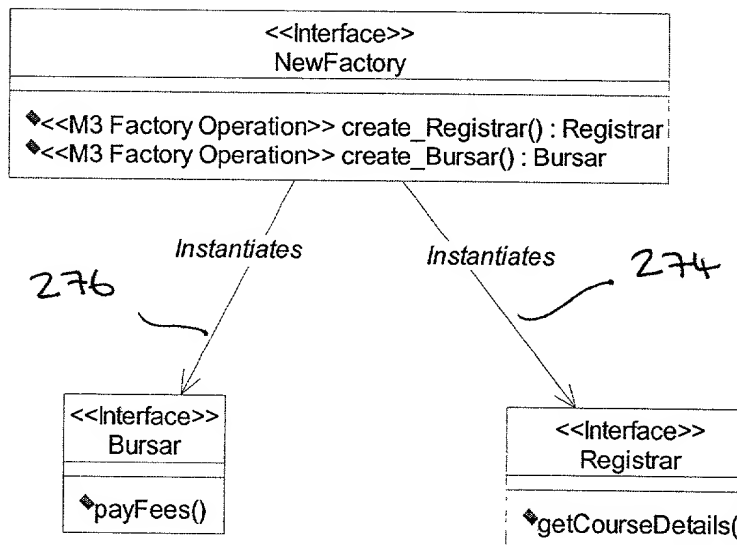 <<Interface>>
NewFactory
<<M3 Factory Operation>> create_Registrar() : Registrar
<<M3 Factory Operation>> create_Bursar() : Bursar
Instantiates
Instantiates
276
274
<<Interface>>
Bursar
payFees()
<<Interface>>
Registrar
getCourseDetails(